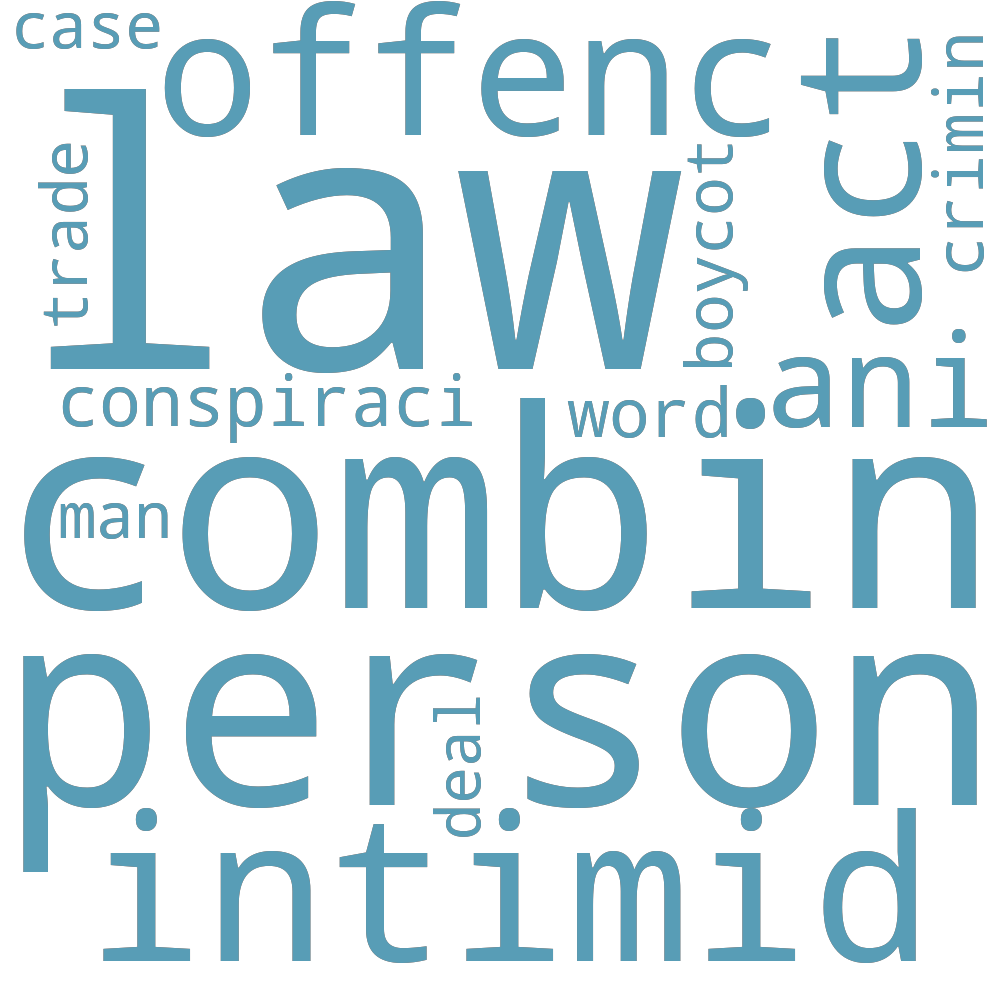 case
offenc
act
crimin
trade
law
boycot
conspiraci
word
ani
combin
man
person
deal
intimid